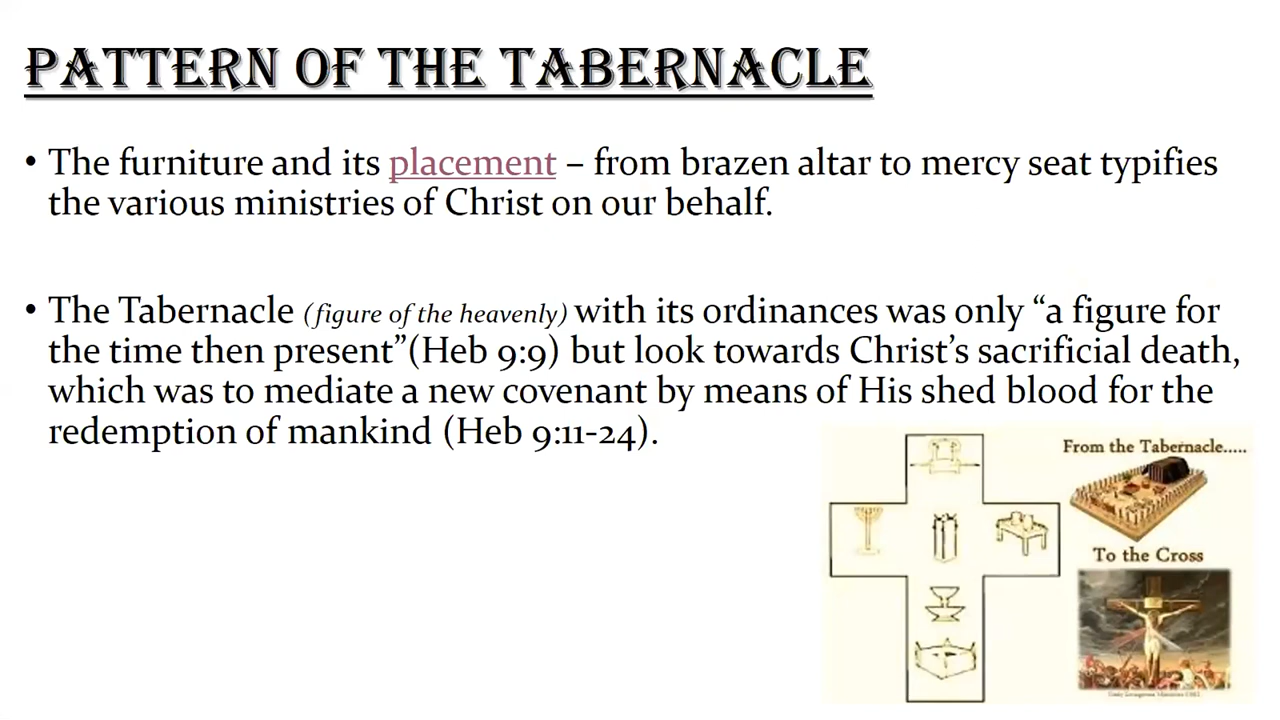 PATTERN OF THE TABERNACLE
• The furniture and its placement – from brazen altar to mercy seat typifies
the various ministries of Christ on our behalf.
• The Tabernacle (figure of the heavenly) with its ordinances was only “a figure for
the time then present”(Heb 9:9) but look towards Christ’s sacrificial death,
which was to mediate a new covenant by means of His shed blood for the
redemption of mankind (Heb 9:11-24).
From the Tabernacle.....
To the Cross